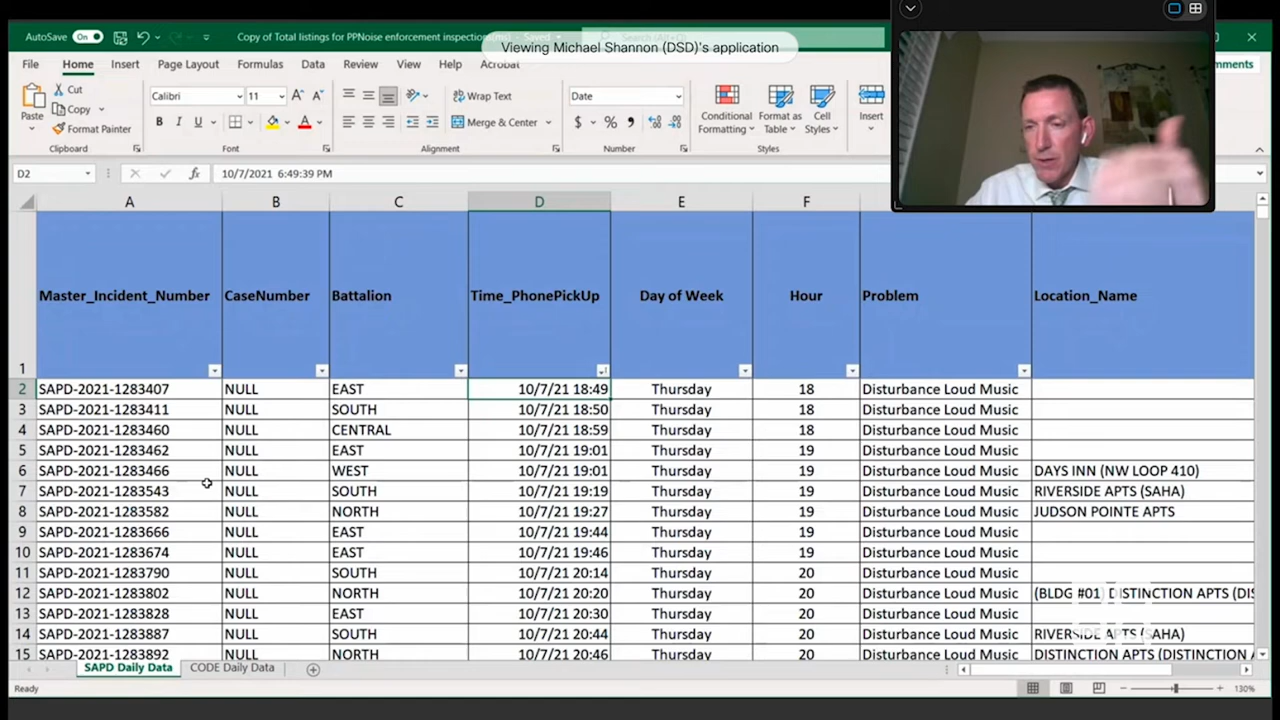 AutoSave On Copy of Total listings for PPNoise enforcement inspection
Viewing Michael Shannon (DSD)'s application
File Home Insert Page Layout Formulas Data Review View Help Acrobat
Cut
Copy
Format Painter
Paste
Calibri 11
B I U
Wrap Text
Merge & Center
Date
$ % ,
Conditional Formatting
Format as Table
Cell Styles
Insert
Clipboard Font Alignment Number Styles
D2 fx 10/7/2021 6:49:39 PM
A B C D E F G
1 Master_Incident_Number CaseNumber Battalion Time_PhonePickUp Day of Week Hour Problem Location_Name
2 SAPD-2021-1283407 NULL EAST 10/7/21 18:49 Thursday 18 Disturbance Loud Music
3 SAPD-2021-1283411 NULL SOUTH 10/7/21 18:50 Thursday 18 Disturbance Loud Music
4 SAPD-2021-1283460 NULL CENTRAL 10/7/21 18:59 Thursday 18 Disturbance Loud Music
5 SAPD-2021-1283462 NULL EAST 10/7/21 19:01 Thursday 19 Disturbance Loud Music
6 SAPD-2021-1283466 NULL WEST 10/7/21 19:01 Thursday 19 Disturbance Loud Music DAYS INN (NW LOOP 410)
7 SAPD-2021-1283543 NULL SOUTH 10/7/21 19:19 Thursday 19 Disturbance Loud Music RIVERSIDE APTS (SAHA)
8 SAPD-2021-1283582 NULL NORTH 10/7/21 19:27 Thursday 19 Disturbance Loud Music JUDSON POINTE APTS
9 SAPD-2021-1283666 NULL EAST 10/7/21 19:44 Thursday 19 Disturbance Loud Music
10 SAPD-2021-1283674 NULL EAST 10/7/21 19:46 Thursday 19 Disturbance Loud Music
11 SAPD-2021-1283790 NULL SOUTH 10/7/21 20:14 Thursday 20 Disturbance Loud Music
12 SAPD-2021-1283802 NULL NORTH 10/7/21 20:20 Thursday 20 Disturbance Loud Music (BLDG #01) DISTINCTION APTS (DIS
13 SAPD-2021-1283828 NULL EAST 10/7/21 20:30 Thursday 20 Disturbance Loud Music
14 SAPD-2021-1283887 NULL SOUTH 10/7/21 20:44 Thursday 20 Disturbance Loud Music RIVERSIDE APTS (SAHA)
15 SAPD-2021-1283892 NULL NORTH 10/7/21 20:46 Thursday 20 Disturbance Loud Music DISTINCTION APTS (DISTINCTION A
SAPD Daily Data CODE Daily Data
Ready 130%